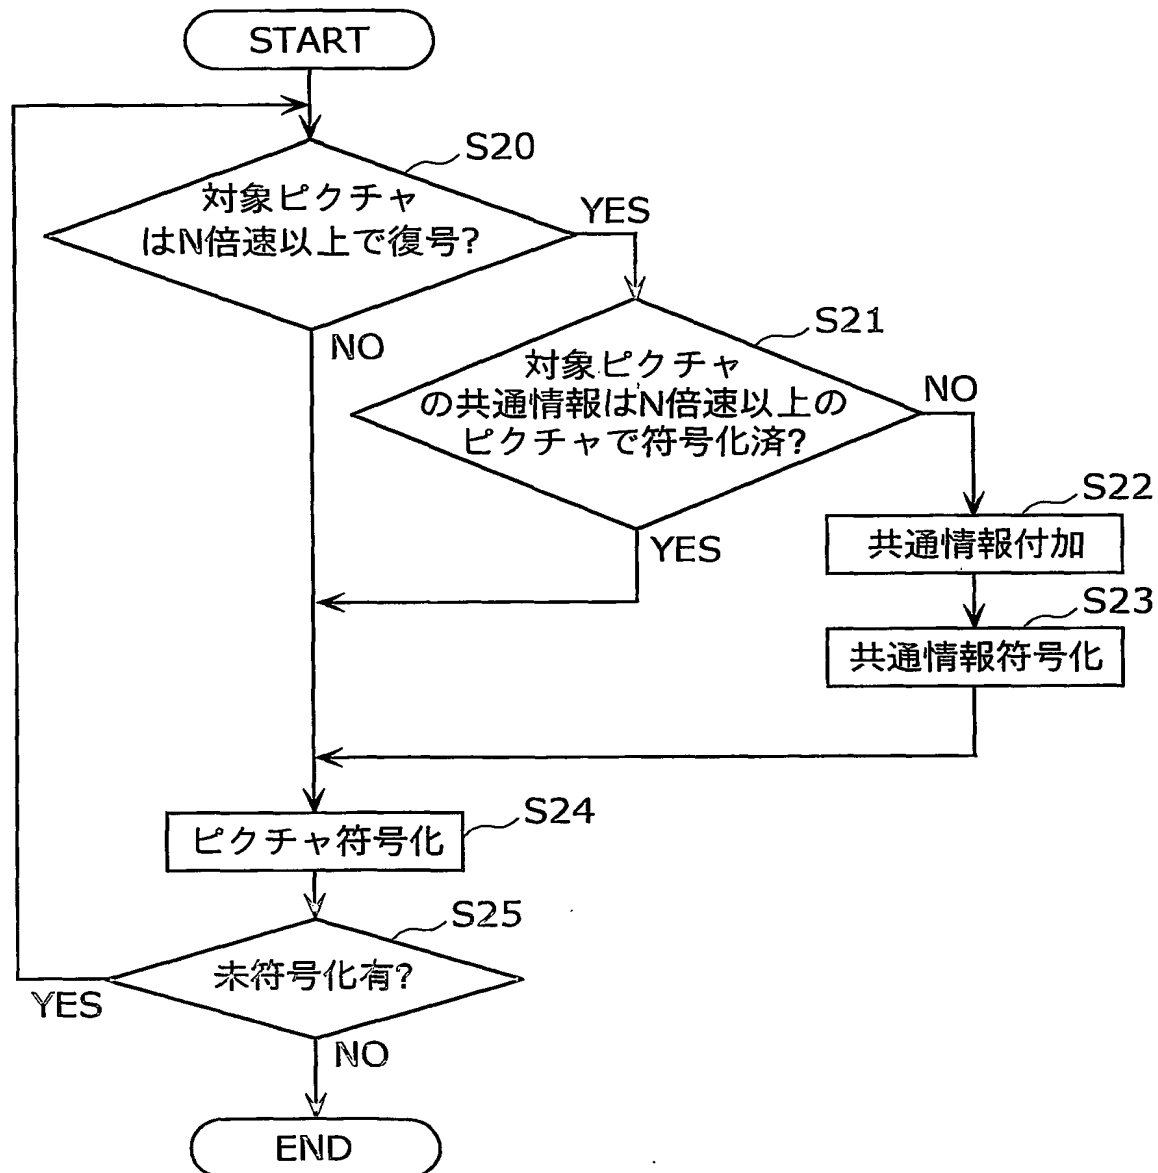 START
S20
対象ピクチャ
はN倍速以上で復号?
YES
NO
S21
対象ピクチャ
の共通情報はN倍速以上の
ピクチャで符号化済?
NO
YES
S22
共通情報付加
S23
共通情報符号化
S24
ピクチャ符号化
S25
未符号化有?
YES
NO
END